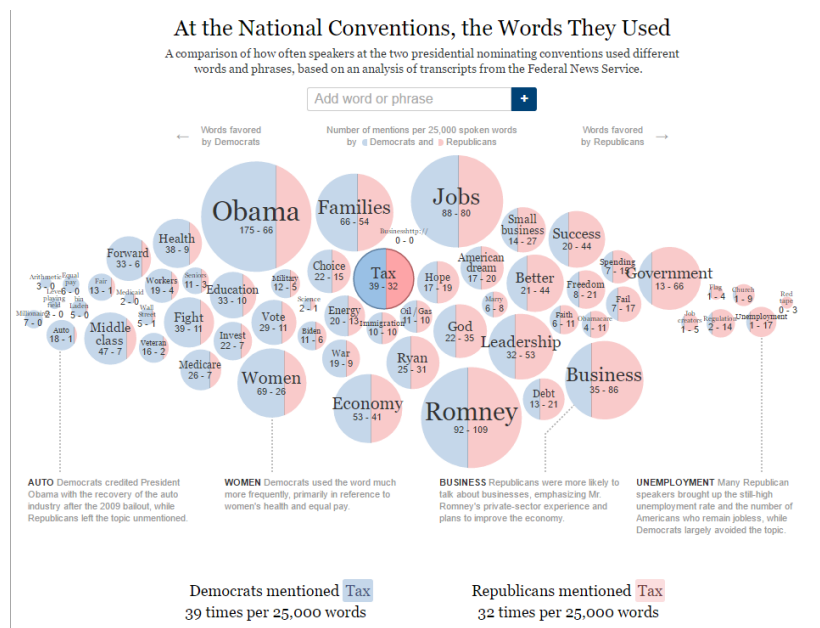 At the National Conventions, the Words They Used
A comparison of how often speakers at the two presidential nominating conventions used different
words and phrases, based on an analysis of transcripts from the Federal News Service.
Add word or phrase
+
← Words favored
by Democrats
Number of mentions per 25,000 spoken words
by Democrats and Republicans
Words favored →
by Republicans
Obama
175 - 66
Families
66 - 54
Jobs
88 - 80
Businesshttp://
0 - 0
Small
business
14 - 27
Success
20 - 44
Health
38 - 9
Forward
33 - 6
Choice
22 - 15
Tax
39 - 32
Hope
17 - 19
American
dream
17 - 20
Better
21 - 44
Spending
7 - 15
Government
13 - 66
Arithmetic
3 - 0
Equal
pay
6 - 0
Fair
13 - 1
Medicaid
2 - 0
Workers
19 - 4
Seniors
11 - 3
Education
33 - 10
Military
12 - 5
Science
2 - 1
Marry
6 - 8
Freedom
8 - 21
Fail
7 - 17
Flag
1 - 4
Church
1 - 9
Red
tape
0 - 3
Millionaire
7 - 0
Level
playing
field
2 - 0
bin
Laden
5 - 0
Auto
18 - 1
Middle
class
47 - 7
Wall
Street
5 - 1
Veteran
16 - 2
Fight
39 - 11
Invest
22 - 7
Vote
29 - 11
Biden
11 - 6
Energy
20 - 13
Immigration
10 - 10
Oil / Gas
11 - 10
God
22 - 35
Leadership
32 - 53
Faith
6 - 11
Obamacare
4 - 11
Job
creators
1 - 5
Regulation
2 - 14
Unemployment
1 - 17
Medicare
26 - 7
Women
69 - 26
War
19 - 9
Ryan
25 - 31
Economy
53 - 41
Romney
92 - 109
Debt
13 - 21
Business
35 - 86
AUTO Democrats credited President
Obama with the recovery of the auto
industry after the 2009 bailout, while
Republicans left the topic unmentioned.
WOMEN Democrats used the word much
more frequently, primarily in reference to
women's health and equal pay.
BUSINESS Republicans were more likely to
talk about businesses, emphasizing Mr.
Romney's private-sector experience and
plans to improve the economy.
UNEMPLOYMENT Many Republican
speakers brought up the still-high
unemployment rate and the number of
Americans who remain jobless, while
Democrats largely avoided the topic.
Democrats mentioned Tax
39 times per 25,000 words
Republicans mentioned Tax
32 times per 25,000 words